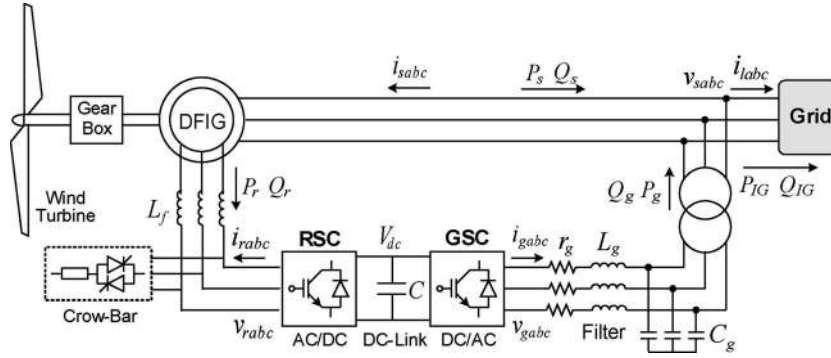 i_sabc
P_s Q_s
v_sabc
i_labc
Gear
Box
DFIG
Grid
Wind
Turbine
L_f
P_r Q_r
Q_g P_g
P_IG Q_IG
i_rabc
RSC
V_dc
GSC
i_gabc
r_g
L_g
C
Crow-Bar
v_rabc
AC/DC
DC-Link
DC/AC
v_gabc
Filter
C_g